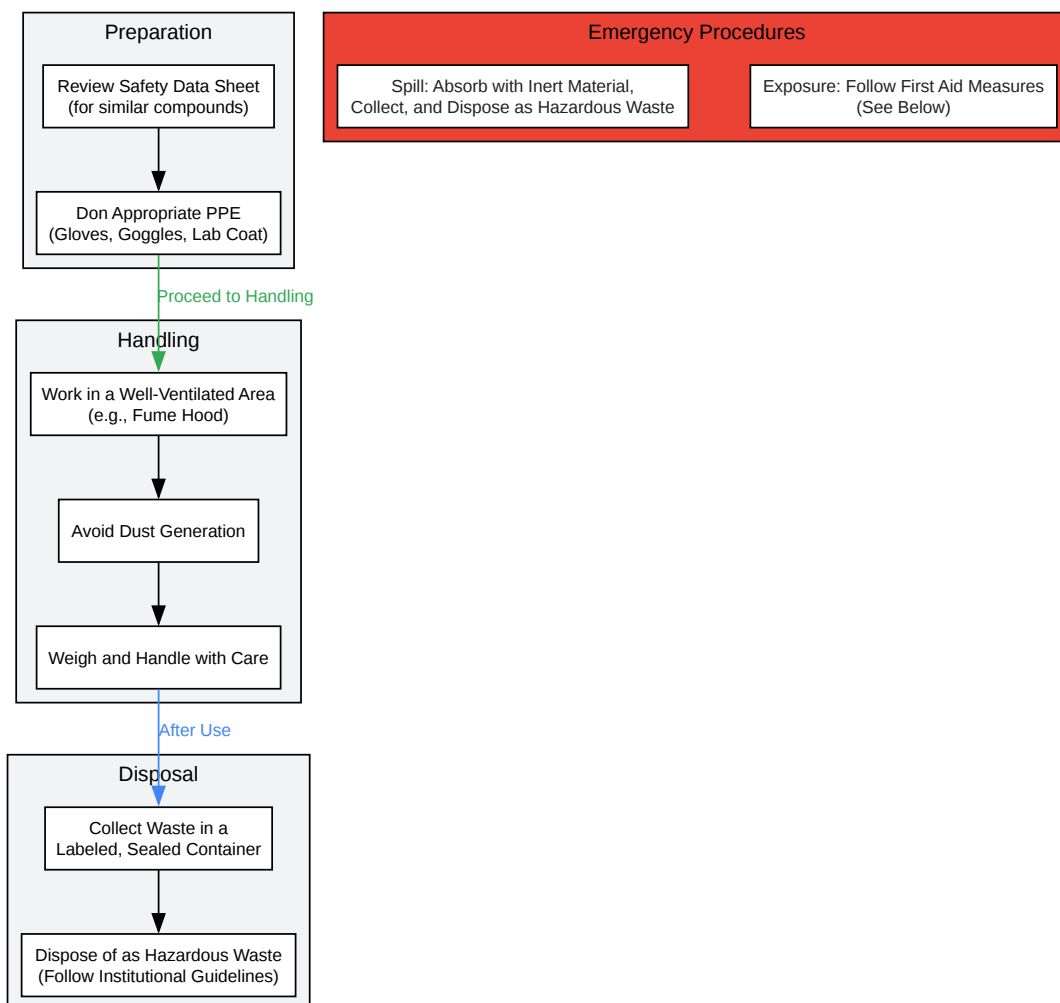 Preparation
Review Safety Data Sheet
(for similar compounds)
Don Appropriate PPE
(Gloves, Goggles, Lab Coat)
Proceed to Handling
Handling
Work in a Well-Ventilated Area
(e.g., Fume Hood)
Avoid Dust Generation
Weigh and Handle with Care
After Use
Disposal
Collect Waste in a
Labeled, Sealed Container
Dispose of as Hazardous Waste
(Follow Institutional Guidelines)
Emergency Procedures
Spill: Absorb with Inert Material,
Collect, and Dispose as Hazardous Waste
Exposure: Follow First Aid Measures
(See Below)